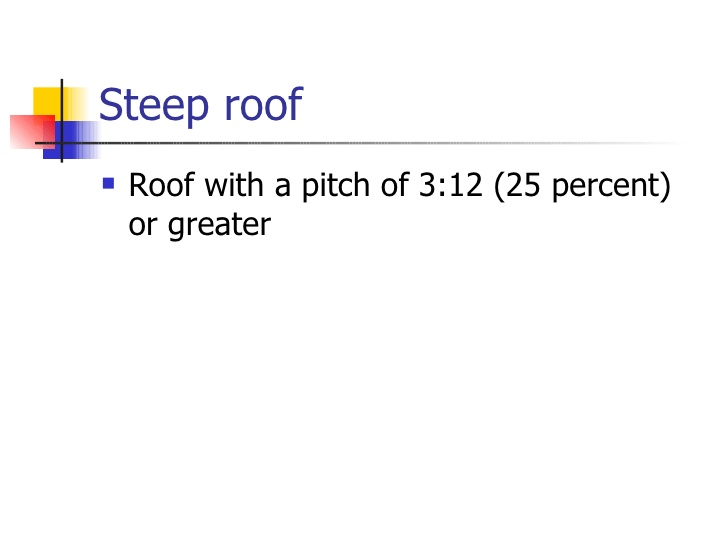 Steep roof
Roof with a pitch of 3:12 (25 percent)
or greater